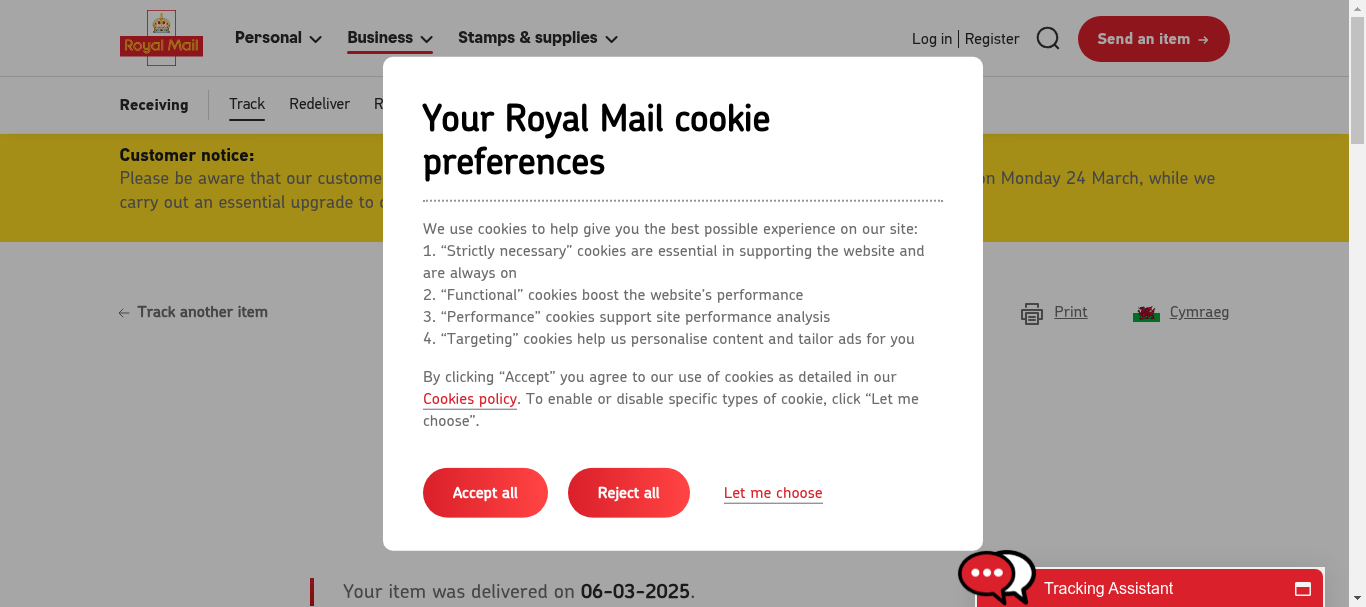 Royal Mail
Personal
Business
Stamps & supplies
Log in
Register
Send an item
Receiving
Track
Redeliver
R
Customer notice:
Please be aware that our custome
on Monday 24 March, while we
carry out an essential upgrade to
Track another item
Print
Cymraeg
Your Royal Mail cookie
preferences
We use cookies to help give you the best possible experience on our site:
1. “Strictly necessary” cookies are essential in supporting the website and
are always on
2. “Functional” cookies boost the website’s performance
3. “Performance” cookies support site performance analysis
4. “Targeting” cookies help us personalise content and tailor ads for you
By clicking “Accept” you agree to our use of cookies as detailed in our
Cookies policy. To enable or disable specific types of cookie, click “Let me
choose”.
Accept all
Reject all
Let me choose
Your item was delivered on 06-03-2025.
Tracking Assistant